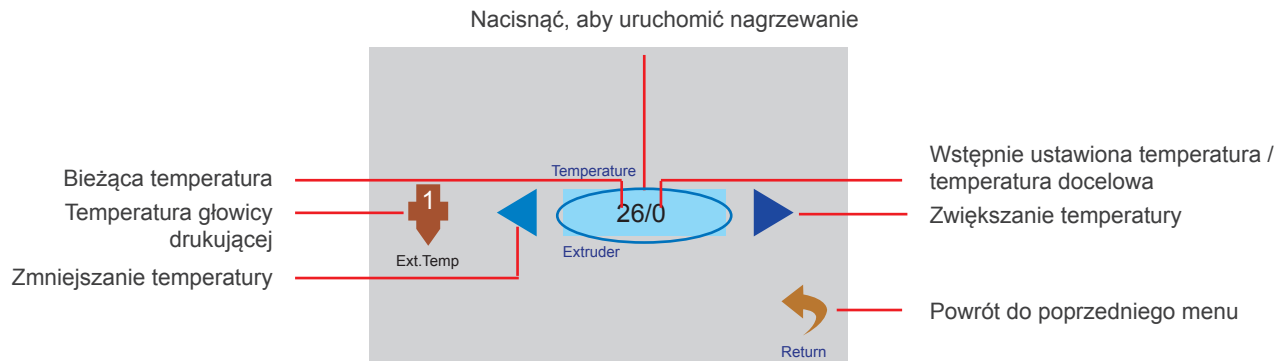 Nacisnąć, aby uruchomić nagrzewanie
Bieżąca temperatura
Temperatura głowicy
drukującej
Zmniejszanie temperatury
1
Ext.Temp
Temperature
26/0
Extruder
Return
Wstępnie ustawiona temperatura /
temperatura docelowa
Zwiększanie temperatury
Powrót do poprzedniego menu